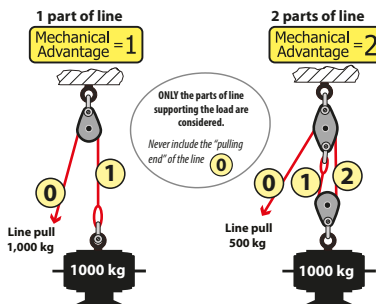 1 part of line
Mechanical
Advantage = 1
ONLY the parts of line
supporting the load are
considered.
Never include the "pulling
end" of the line
0
0
1
Line pull
1,000 kg
1000 kg
2 parts of line
Mechanical
Advantage = 2
0
1
2
Line pull
500 kg
1000 kg